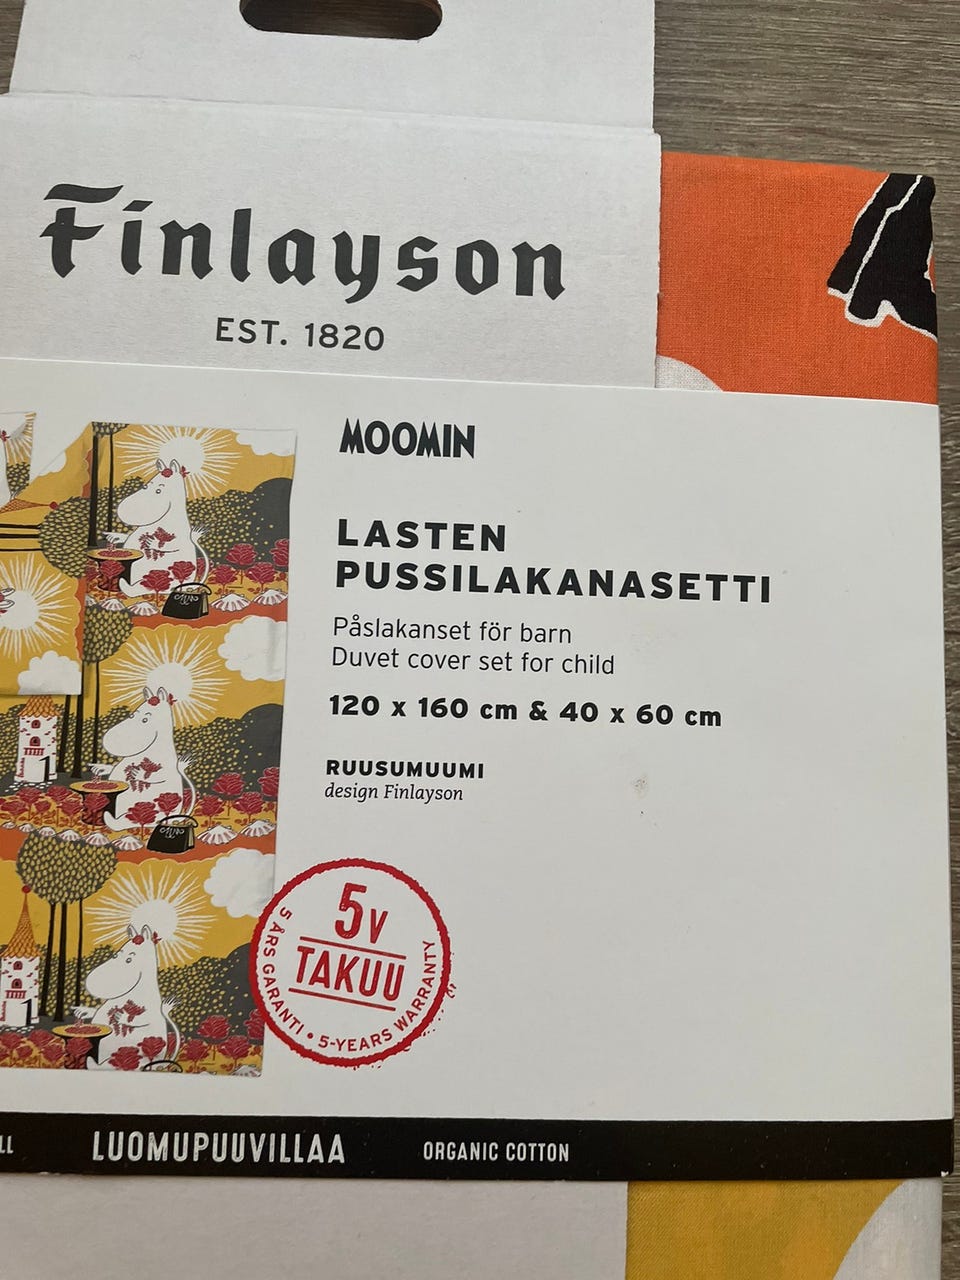 Finlayson
EST. 1820
MOOMIN
LASTEN
PUSSILAKANASETTI
Påslakanset för barn
Duvet cover set for child
120 x 160 cm & 40 x 60 cm
RUUSUMUUMI
design Finlayson
5v
TAKUU
5 ÅRS GARANTI • 5-YEARS WARRANTY
LL LUOMUPUUVILLAA ORGANIC COTTON